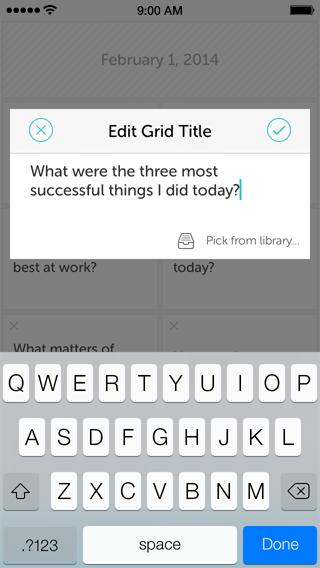 9:00 AM
February 1, 2014
Edit Grid Title
What were the three most
successful things I did today?
Pick from library...
best at work?
today?
What matters of
Q W E R T Y U I O P
A S D F G H J K L
Z X C V B N M
.?123
space
Done